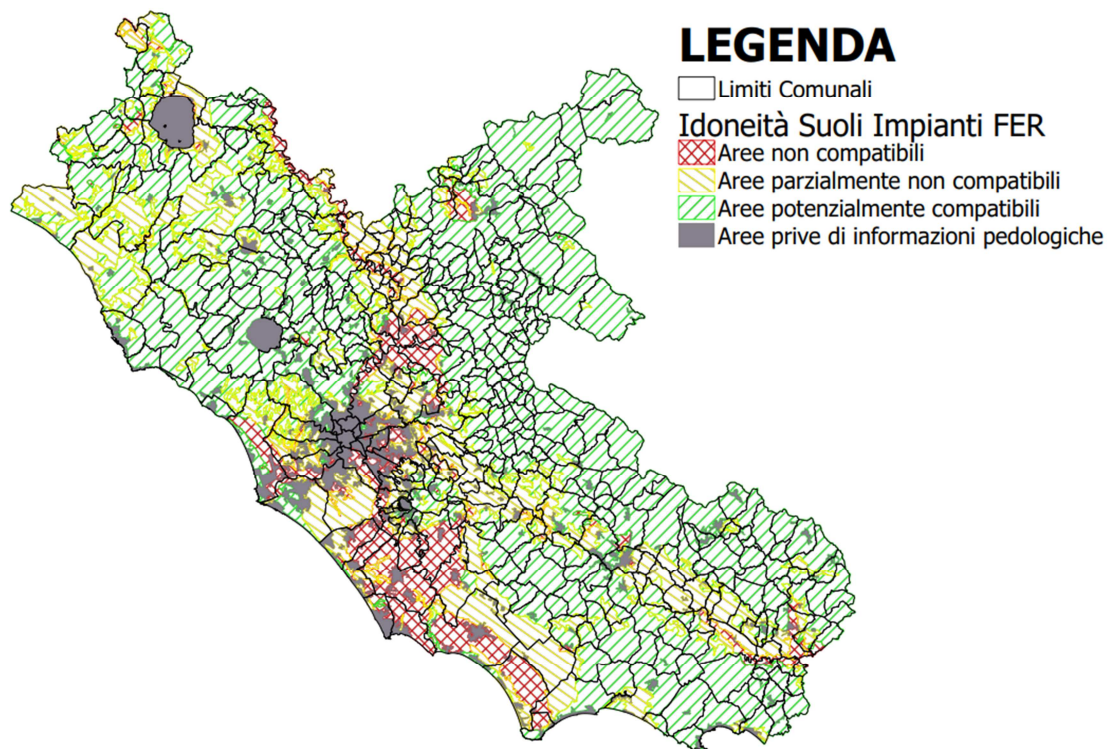 LEGENDA
Limiti Comunali
Idoneità Suoli Impianti FER
Aree non compatibili
Aree parzialmente non compatibili
Aree potenzialmente compatibili
Aree prive di informazioni pedologiche